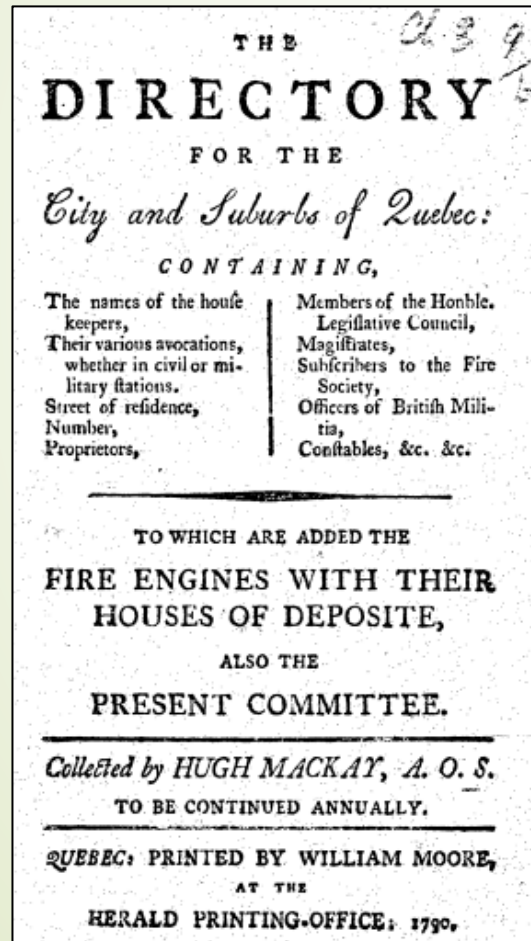 THE
DIRECTORY
FOR THE
City and Suburbs of Quebec:
CONTAINING,
The names of the houſe
keepers,
Their various avocations,
whether in civil or mi-
litary ſtations.
Street of reſidence,
Number,
Proprietors,
Members of the Honble.
Legiſlative Council,
Magiſtrates,
Subſcribers to the Fire
Society,
Officers of Britiſh Mili-
tia,
Conſtables, &c. &c.
TO WHICH ARE ADDED THE
FIRE ENGINES WITH THEIR
HOUSES OF DEPOSITE,
ALSO THE
PRESENT COMMITTEE.
Collected by HUGH MACKAY, A. O. S.
TO BE CONTINUED ANNUALLY.
QUEBEC: PRINTED BY WILLIAM MOORE,
AT THE
HERALD PRINTING-OFFICE: 1790.